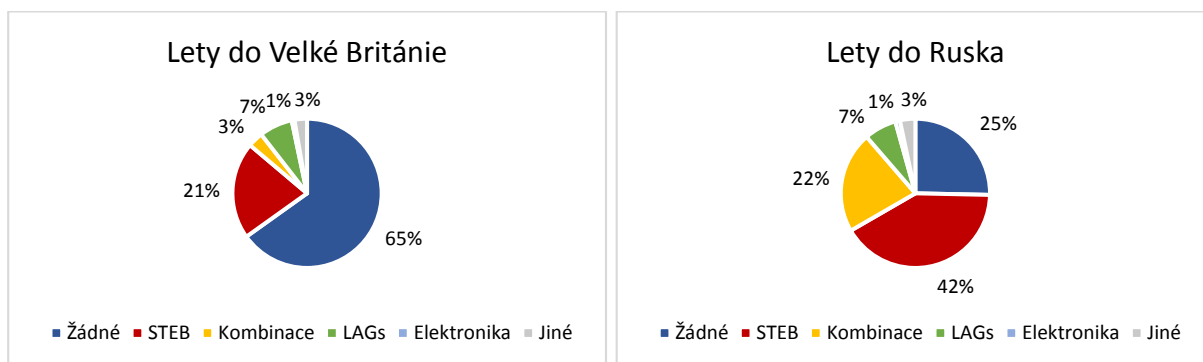 Lety do Velké Británie
7% 1% 3%
3%
21%
65%
Žádné STEB Kombinace LAGs Elektronika Jiné
Lety do Ruska
1% 3%
7%
25%
22%
42%
Žádné STEB Kombinace LAGs Elektronika Jiné